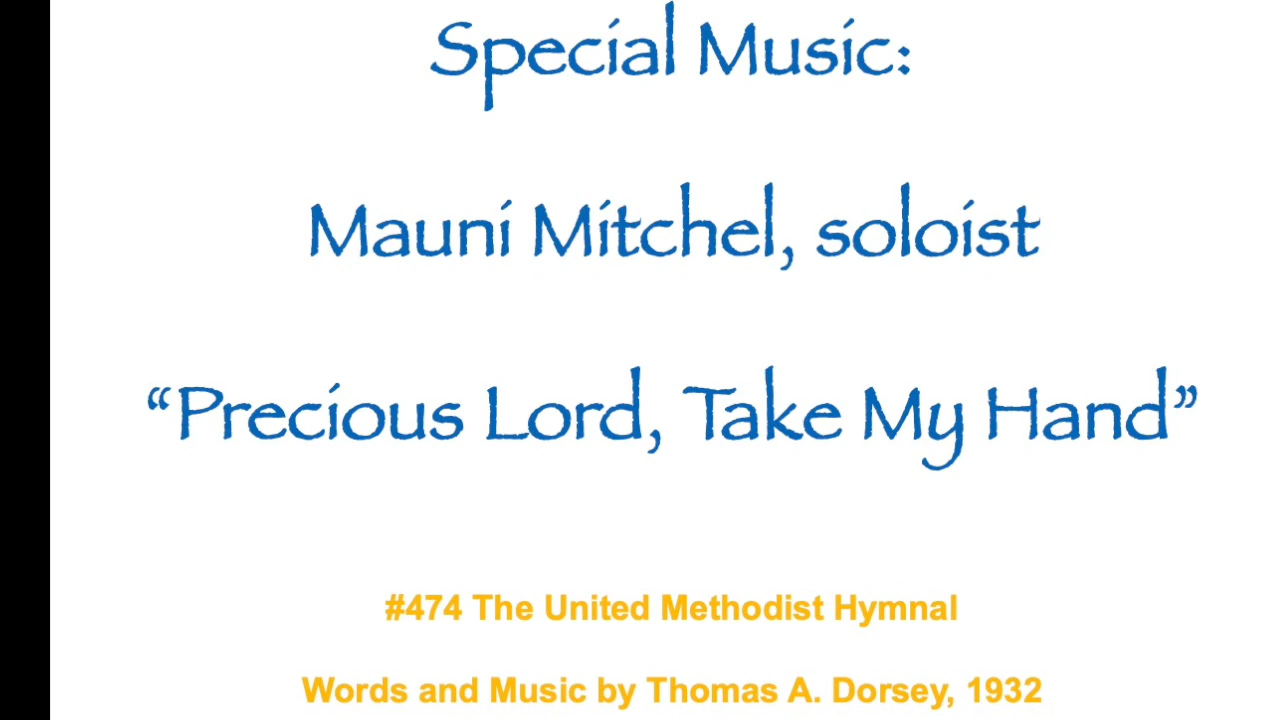 Special Music:
Mauni Mitchel, soloist
“Precious Lord, Take My Hand”
#474 The United Methodist Hymnal
Words and Music by Thomas A. Dorsey, 1932